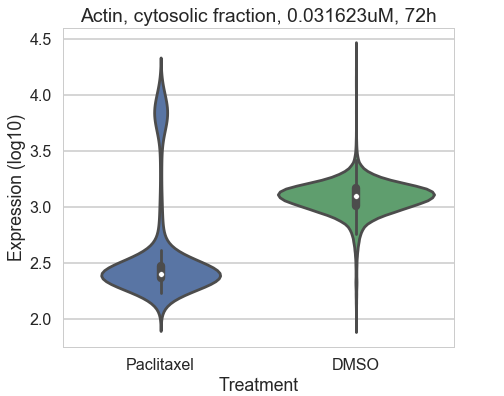 Actin, cytosolic fraction, 0.031623uM, 72h
Expression (log10)
4.5
4.0
3.5
3.0
2.5
2.0
Paclitaxel
DMSO
Treatment